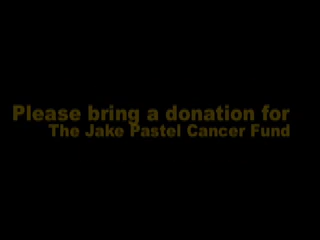 Please bring a donation for
The Jake Pastel Cancer Fund